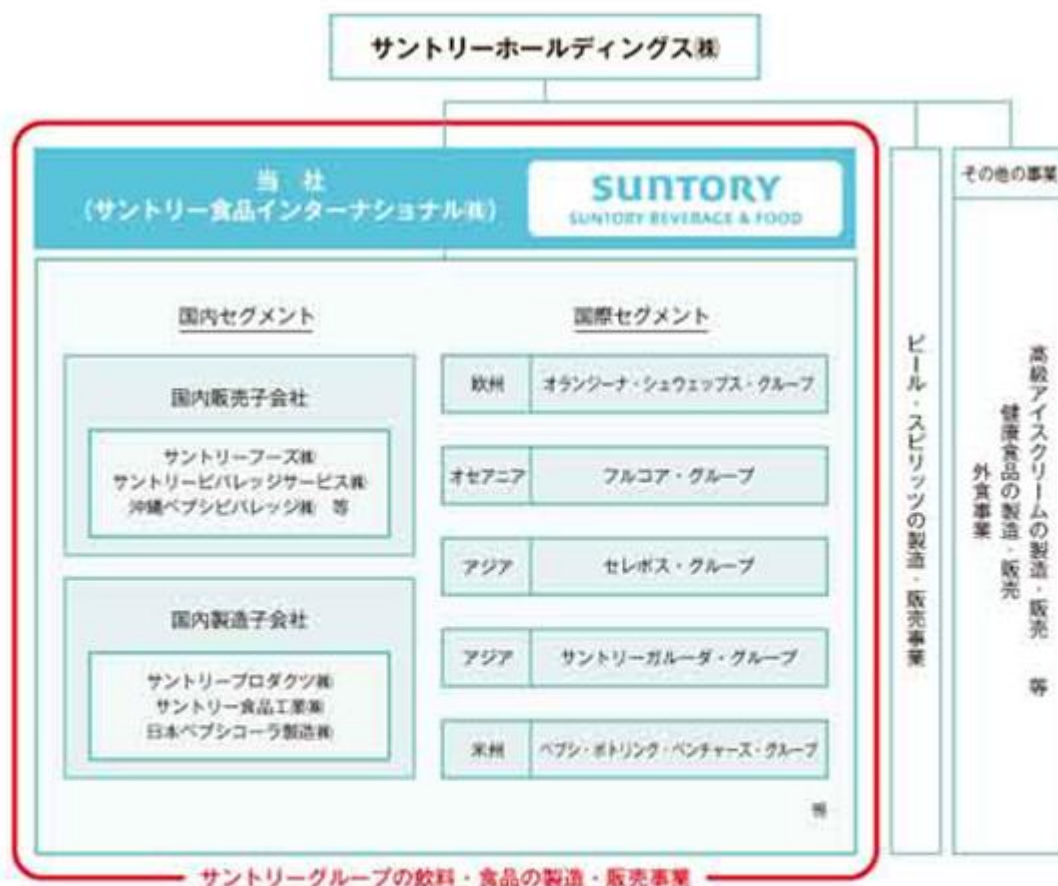 サントリーホールディングス㈱
当 社
(サントリー食品インターナショナル㈱)
SUNTORY
SUNTORY BEVERAGE & FOOD
国内セグメント
国内販売子会社
サントリーフーズ㈱
サントリービバレッジサービス㈱
沖縄ペプシビバレッジ㈱ 等
国内製造子会社
サントリープロダクツ㈱
サントリー食品工業㈱
日本ペプシコーラ製造㈱
国際セグメント
欧州 オランジーナ・シュウェップス・グループ
オセアニア フルコア・グループ
アジア セレボス・グループ
アジア サントリーガルーダ・グループ
米州 ペプシ・ボトリング・ベンチャーズ・グループ
等
サントリーグループの飲料・食品の製造・販売事業
ビール・スピリッツの製造・販売事業
その他の事業
高級アイスクリームの製造・販売 等
健康食品の製造・販売
外食事業